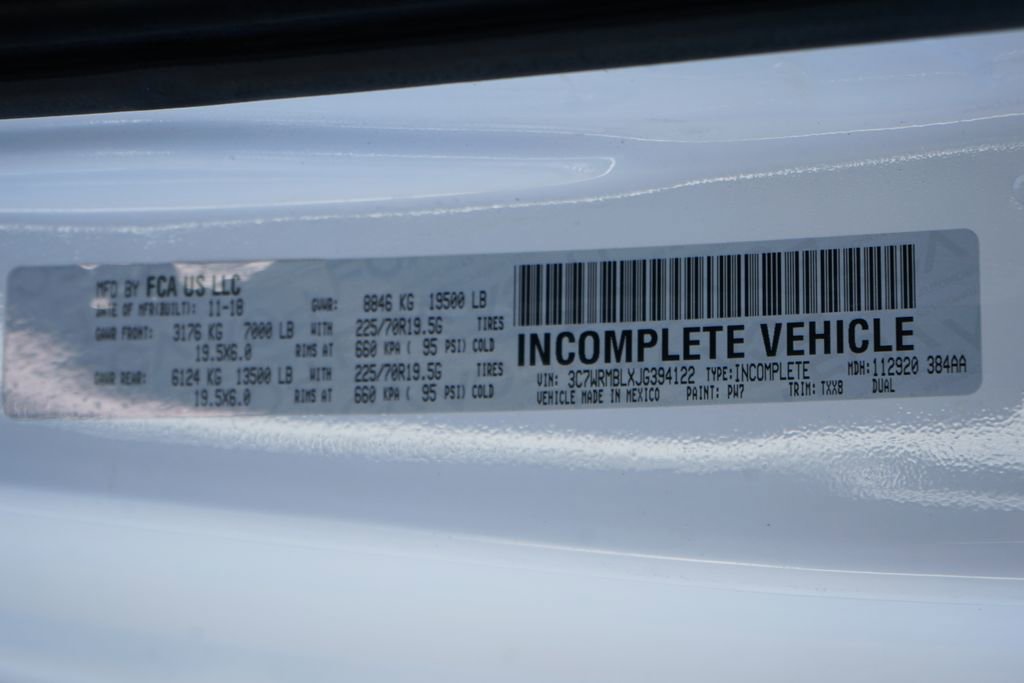 MFD BY FCA US LLC
DATE OF MFR(BUILT): 11-18 GVWR: 8846 KG 19500 LB
GAWR FRONT: 3176 KG 7000 LB WITH 225/70R19.5G TIRES
19.5X6.0 RIMS AT 660 KPA ( 95 PSI) COLD
GAWR REAR: 6124 KG 13500 LB WITH 225/70R19.5G TIRES
19.5X6.0 RIMS AT 660 KPA ( 95 PSI) COLD
INCOMPLETE VEHICLE
VIN: 3C7WRMBLXJG394122 TYPE:INCOMPLETE MDH:112920 384AA
VEHICLE MADE IN MEXICO PAINT: PW7 TRIM: TXX8 DUAL